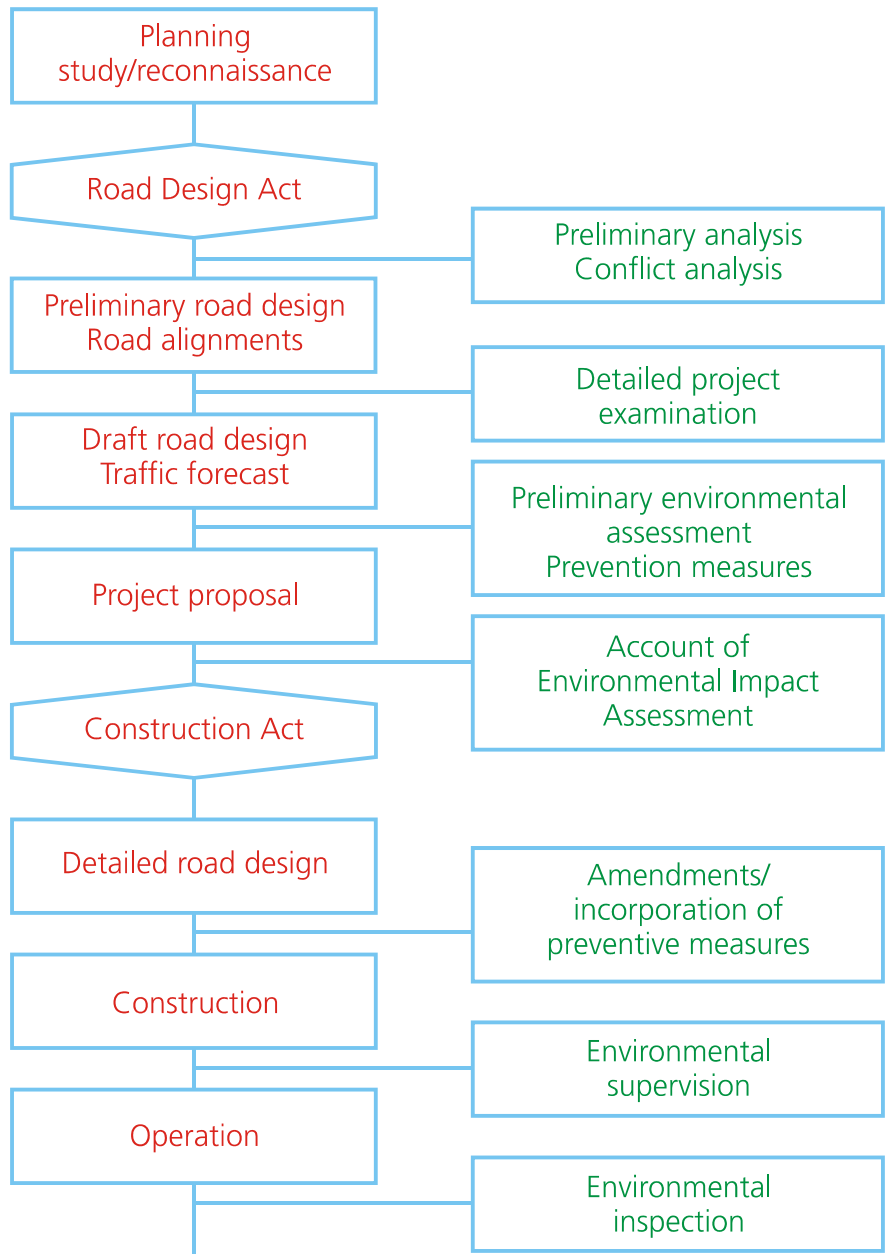 Planning
study/reconnaissance
Road Design Act
Preliminary analysis
Conflict analysis
Preliminary road design
Road alignments
Detailed project
examination
Draft road design
Traffic forecast
Preliminary environmental
assessment
Prevention measures
Project proposal
Account of
Environmental Impact
Assessment
Construction Act
Detailed road design
Amendments/
incorporation of
preventive measures
Construction
Environmental
supervision
Operation
Environmental
inspection